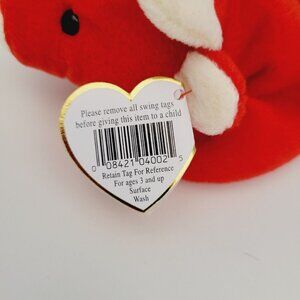 Please remove all swing tags
before giving this item to a child
0 08421 04002 5
Retain Tag For Reference
For ages 3 and up
Surface
Wash